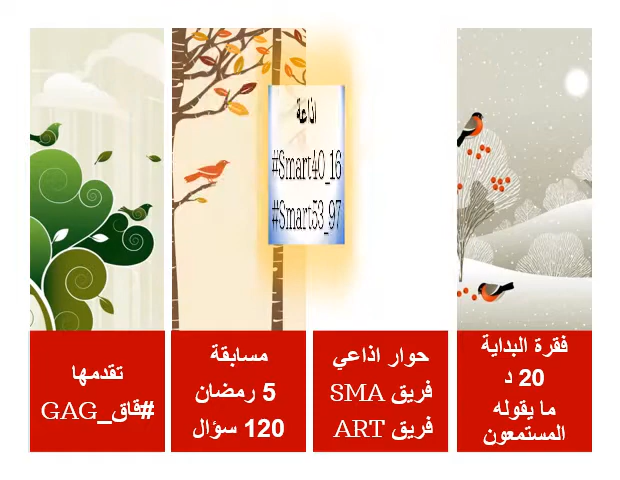 اذاعة
#Smart40_16
#Smart53_97
فقرة البداية
20 د
ما يقوله
المستمعون
حوار اذاعي
فريق SMA
فريق ART
مسابقة
5 رمضان
120 سؤال
تقدمها
#قاق_GAG